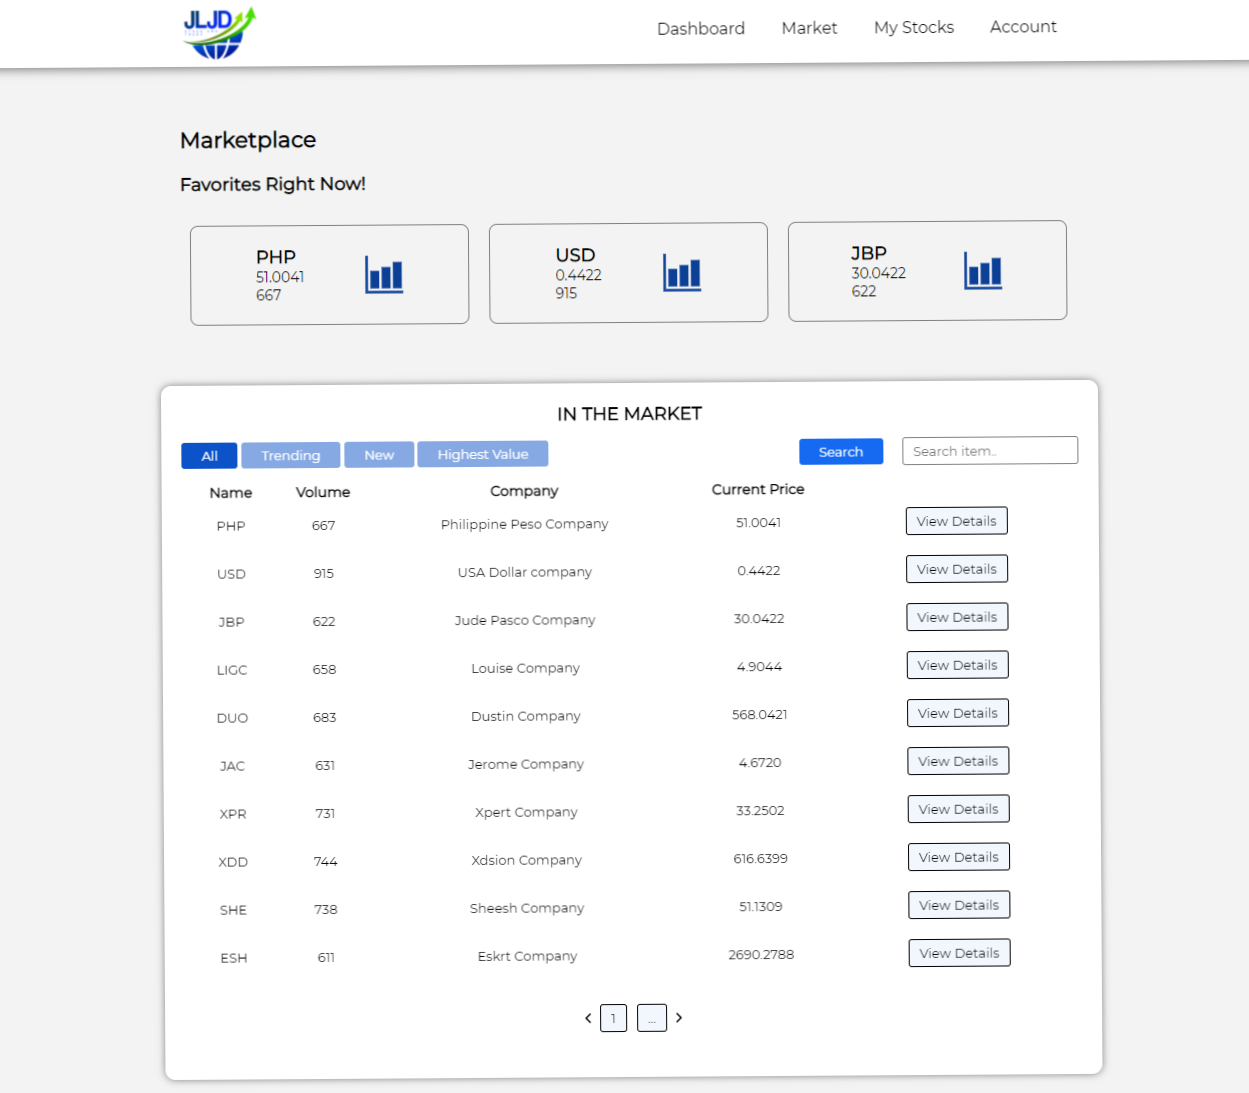 JLJD
Dashboard Market My Stocks Account
Marketplace
Favorites Right Now!
PHP
51.0041
667
USD
0.4422
915
JBP
30.0422
622
IN THE MARKET
All Trending New Highest Value Search Search item..
Name Volume Company Current Price
PHP 667 Philippine Peso Company 51.0041 View Details
USD 915 USA Dollar company 0.4422 View Details
JBP 622 Jude Pasco Company 30.0422 View Details
LIGC 658 Louise Company 4.9044 View Details
DUO 683 Dustin Company 568.0421 View Details
JAC 631 Jerome Company 4.6720 View Details
XPR 731 Xpert Company 33.2502 View Details
XDD 744 Xdsion Company 616.6399 View Details
SHE 738 Sheesh Company 51.1309 View Details
ESH 611 Eskrt Company 2690.2788 View Details
‹ 1 ... ›